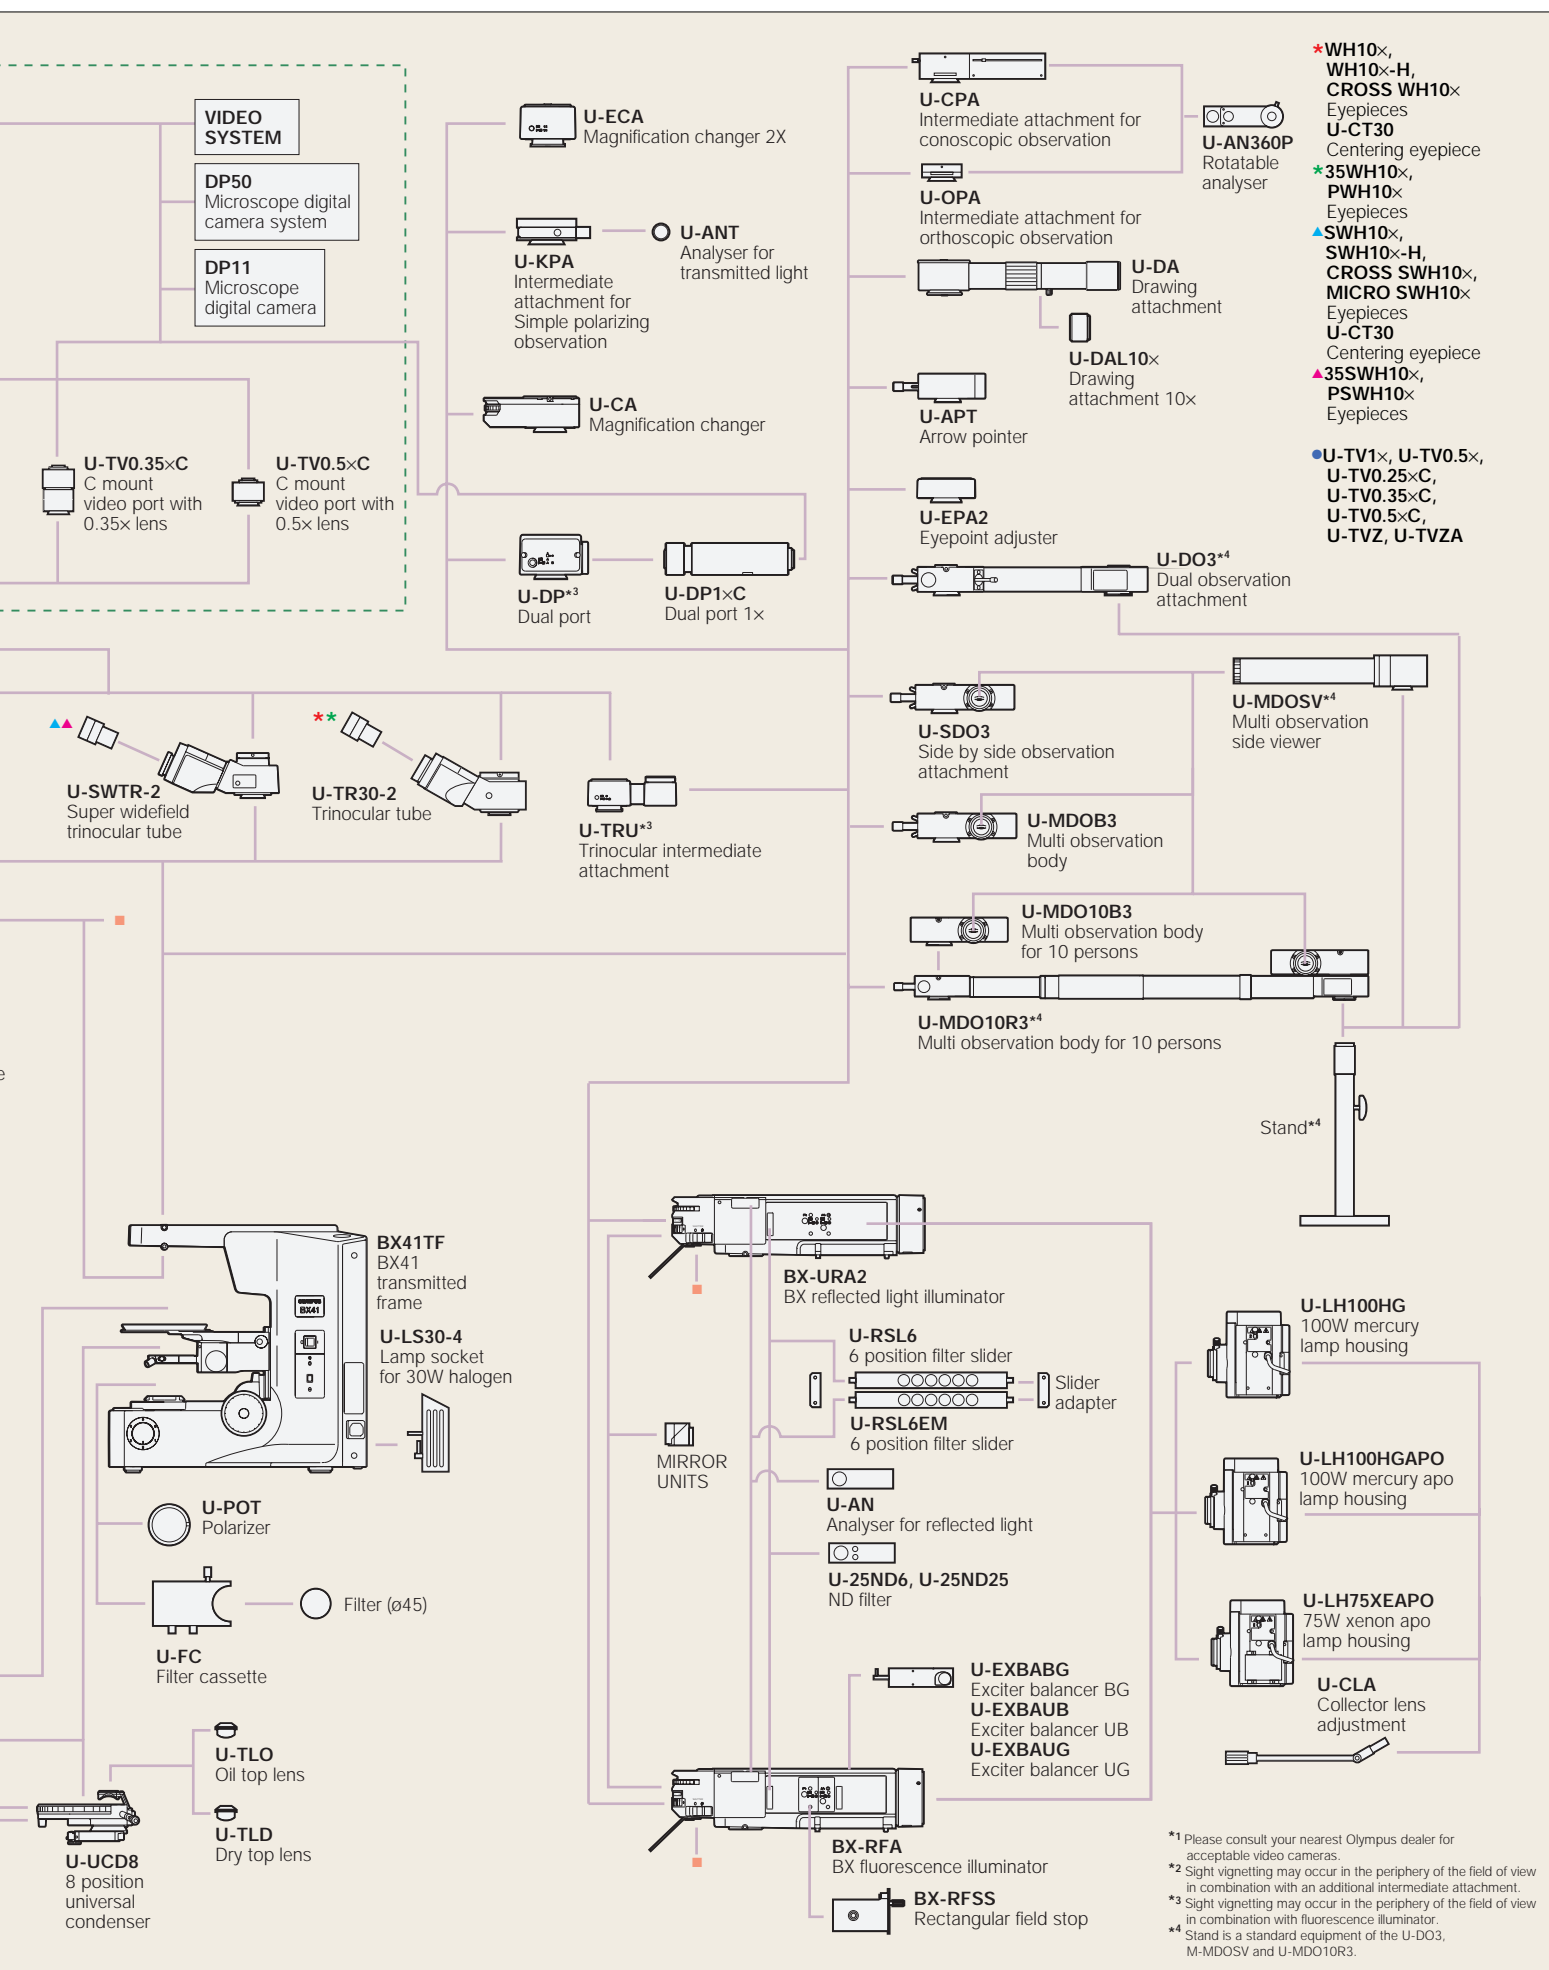 VIDEO
SYSTEM
DP50
Microscope digital
camera system
DP11
Microscope
digital camera
U-TV0.35×C
C mount
video port with
0.35× lens
U-TV0.5×C
C mount
video port with
0.5× lens
U-ECA
Magnification changer 2X
U-KPA
Intermediate
attachment for
Simple polarizing
observation
U-ANT
Analyser for
transmitted light
U-CA
Magnification changer
U-DP*3
Dual port
U-DP1×C
Dual port 1×
U-CPA
Intermediate attachment for
conoscopic observation
U-AN360P
Rotatable
analyser
U-OPA
Intermediate attachment for
orthoscopic observation
U-DA
Drawing
attachment
U-DAL10×
Drawing
attachment 10×
U-APT
Arrow pointer
U-EPA2
Eyepoint adjuster
U-DO3*4
Dual observation
attachment
*WH10×,
WH10×-H,
CROSS WH10×
Eyepieces
U-CT30
Centering eyepiece
*35WH10×,
PWH10×
Eyepieces
▲SWH10×,
SWH10×-H,
CROSS SWH10×,
MICRO SWH10×
Eyepieces
U-CT30
Centering eyepiece
▲35SWH10×,
PSWH10×
Eyepieces
●U-TV1×, U-TV0.5×,
U-TV0.25×C,
U-TV0.35×C,
U-TV0.5×C,
U-TVZ, U-TVZA
▲▲
U-SWTR-2
Super widefield
trinocular tube
**
U-TR30-2
Trinocular tube
U-TRU*3
Trinocular intermediate
attachment
U-SDO3
Side by side observation
attachment
U-MDOSV*4
Multi observation
side viewer
U-MDOB3
Multi observation
body
U-MDO10B3
Multi observation body
for 10 persons
U-MDO10R3*4
Multi observation body for 10 persons
e
Stand*4
BX41TF
BX41
transmitted
frame
OLYMPUS
BX41
U-LS30-4
Lamp socket
for 30W halogen
U-POT
Polarizer
Filter (ø45)
U-FC
Filter cassette
U-TLO
Oil top lens
U-TLD
Dry top lens
U-UCD8
8 position
universal
condenser
BX-URA2
BX reflected light illuminator
U-RSL6
6 position filter slider
Slider
adapter
U-RSL6EM
6 position filter slider
MIRROR
UNITS
U-AN
Analyser for reflected light
U-25ND6, U-25ND25
ND filter
U-EXBABG
Exciter balancer BG
U-EXBAUB
Exciter balancer UB
U-EXBAUG
Exciter balancer UG
BX-RFA
BX fluorescence illuminator
BX-RFSS
Rectangular field stop
U-LH100HG
100W mercury
lamp housing
U-LH100HGAPO
100W mercury apo
lamp housing
U-LH75XEAPO
75W xenon apo
lamp housing
U-CLA
Collector lens
adjustment
*1 Please consult your nearest Olympus dealer for
acceptable video cameras.
*2 Sight vignetting may occur in the periphery of the field of view
in combination with an additional intermediate attachment.
*3 Sight vignetting may occur in the periphery of the field of view
in combination with fluorescence illuminator.
*4 Stand is a standard equipment of the U-DO3,
M-MDOSV and U-MDO10R3.